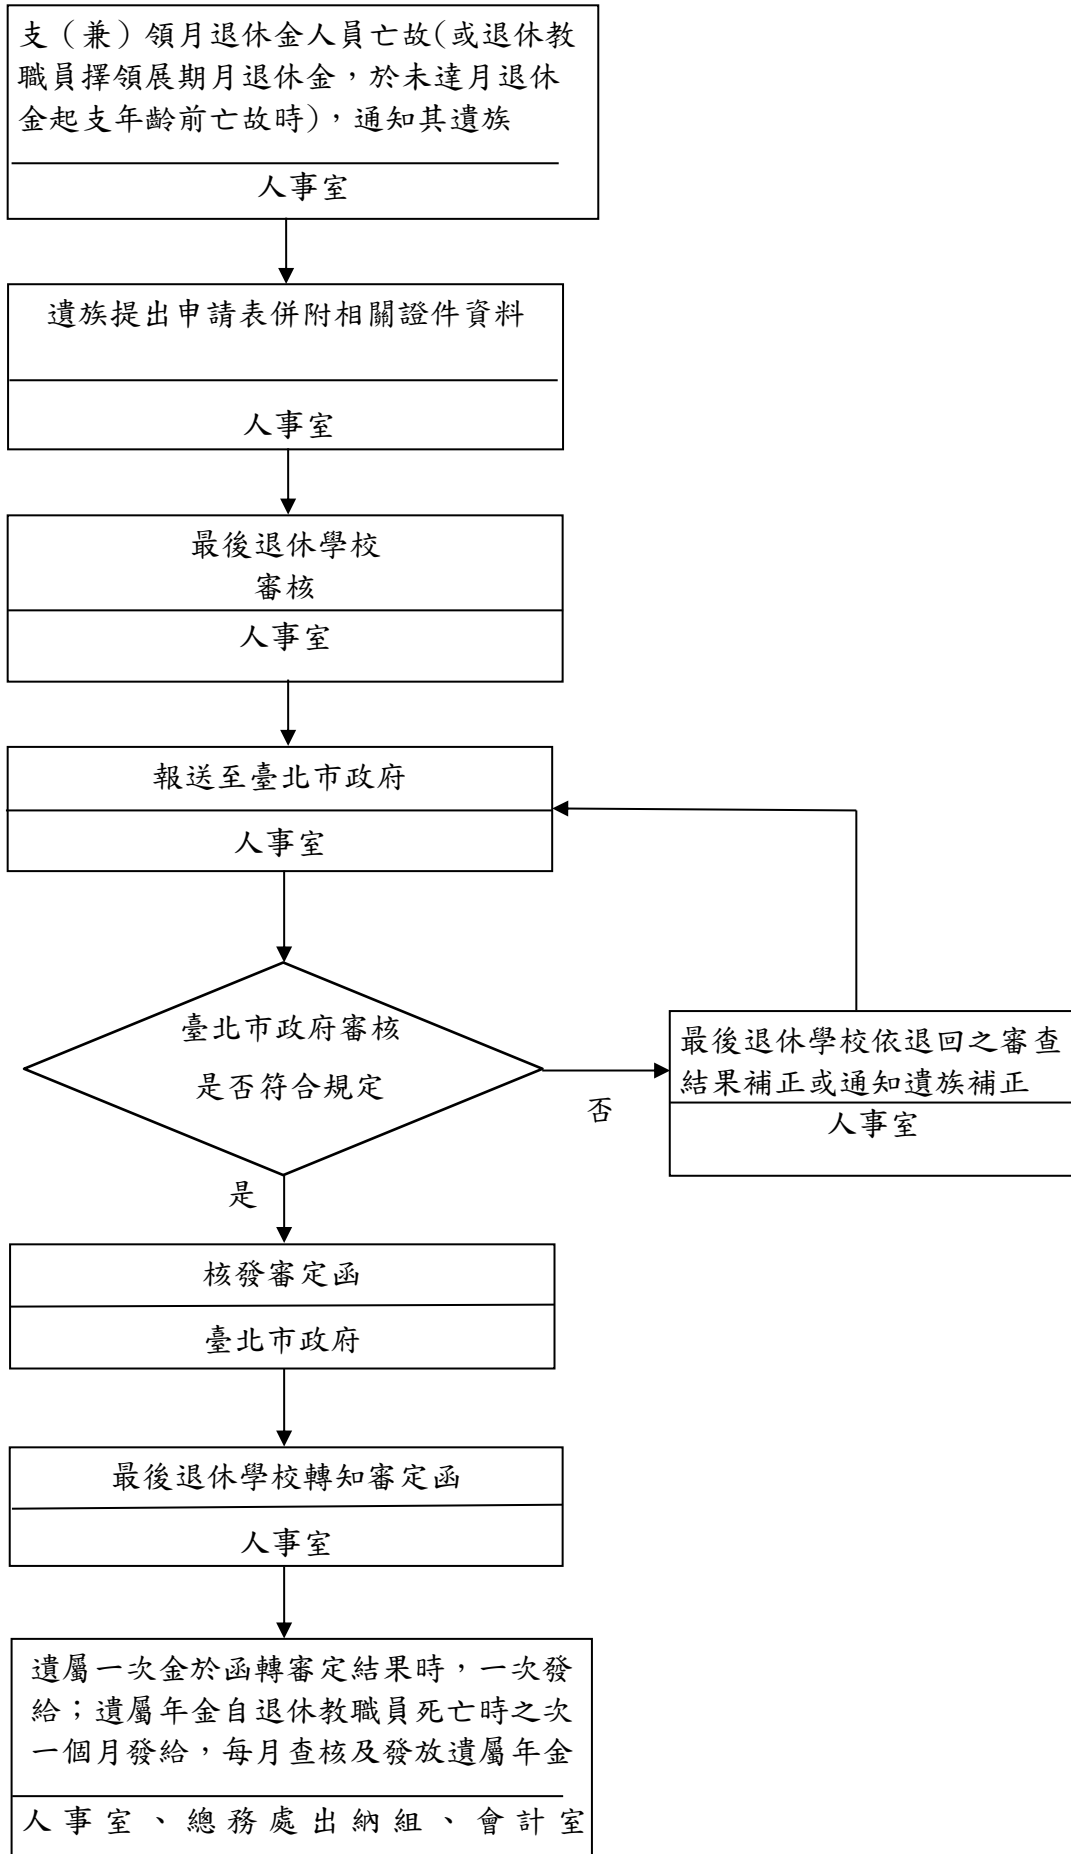 支（兼）領月退休金人員亡故(或退休教
職員擇領展期月退休金，於未達月退休
金起支年齡前亡故時)，通知其遺族
人事室
遺族提出申請表併附相關證件資料
人事室
最後退休學校
審核
人事室
報送至臺北市政府
人事室
臺北市政府審核
是否符合規定
否
最後退休學校依退回之審查
結果補正或通知遺族補正
人事室
是
核發審定函
臺北市政府
最後退休學校轉知審定函
人事室
遺屬一次金於函轉審定結果時，一次發
給；遺屬年金自退休教職員死亡時之次
一個月發給，每月查核及發放遺屬年金
人事室、總務處出納組、會計室